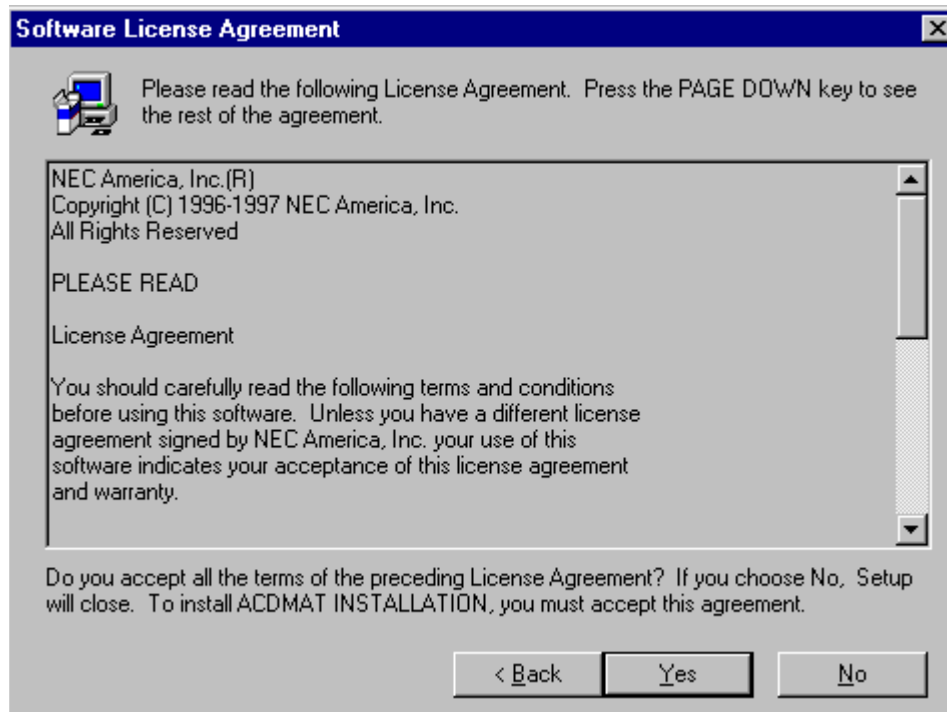 Software License Agreement
Please read the following License Agreement.  Press the PAGE DOWN key to see
the rest of the agreement.
NEC America, Inc.(R)
Copyright (C) 1996-1997 NEC America, Inc.
All Rights Reserved
PLEASE READ
License Agreement
You should carefully read the following terms and conditions
before using this software.  Unless you have a different license
agreement signed by NEC America, Inc. your use of this
software indicates your acceptance of this license agreement
and warranty.
Do you accept all the terms of the preceding License Agreement?  If you choose No,  Setup
will close.  To install ACDMAT INSTALLATION, you must accept this agreement.
< Back
Yes
No